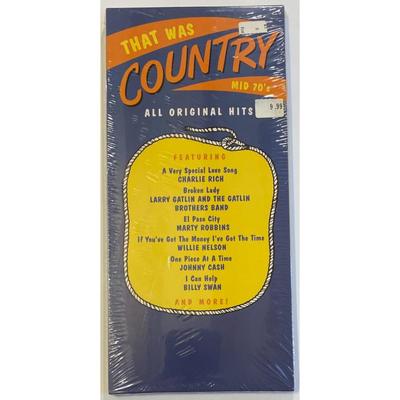 THAT WAS
COUNTRY
MID 70's
ALL ORIGINAL HITS
9.99
FEATURING
A Very Special Love Song
CHARLIE RICH
Broken Lady
LARRY GATLIN AND THE GATLIN
BROTHERS BAND
El Paso City
MARTY ROBBINS
If You've Got The Money I've Got The Time
WILLIE NELSON
One Piece At A Time
JOHNNY CASH
I Can Help
BILLY SWAN
AND MORE!